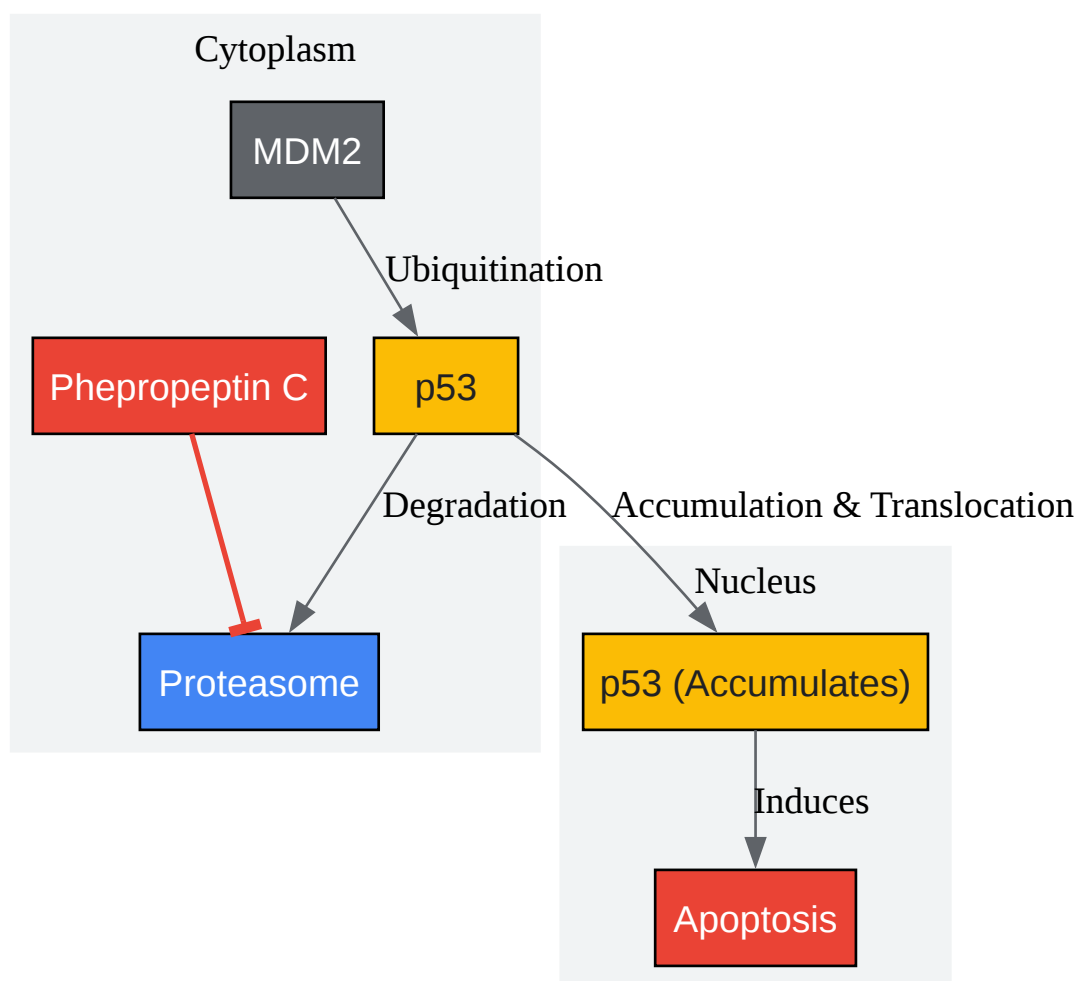 Cytoplasm
MDM2
Ubiquitination
Phepropeptin C
p53
Degradation
Accumulation & Translocation
Nucleus
Proteasome
p53 (Accumulates)
Induces
Apoptosis